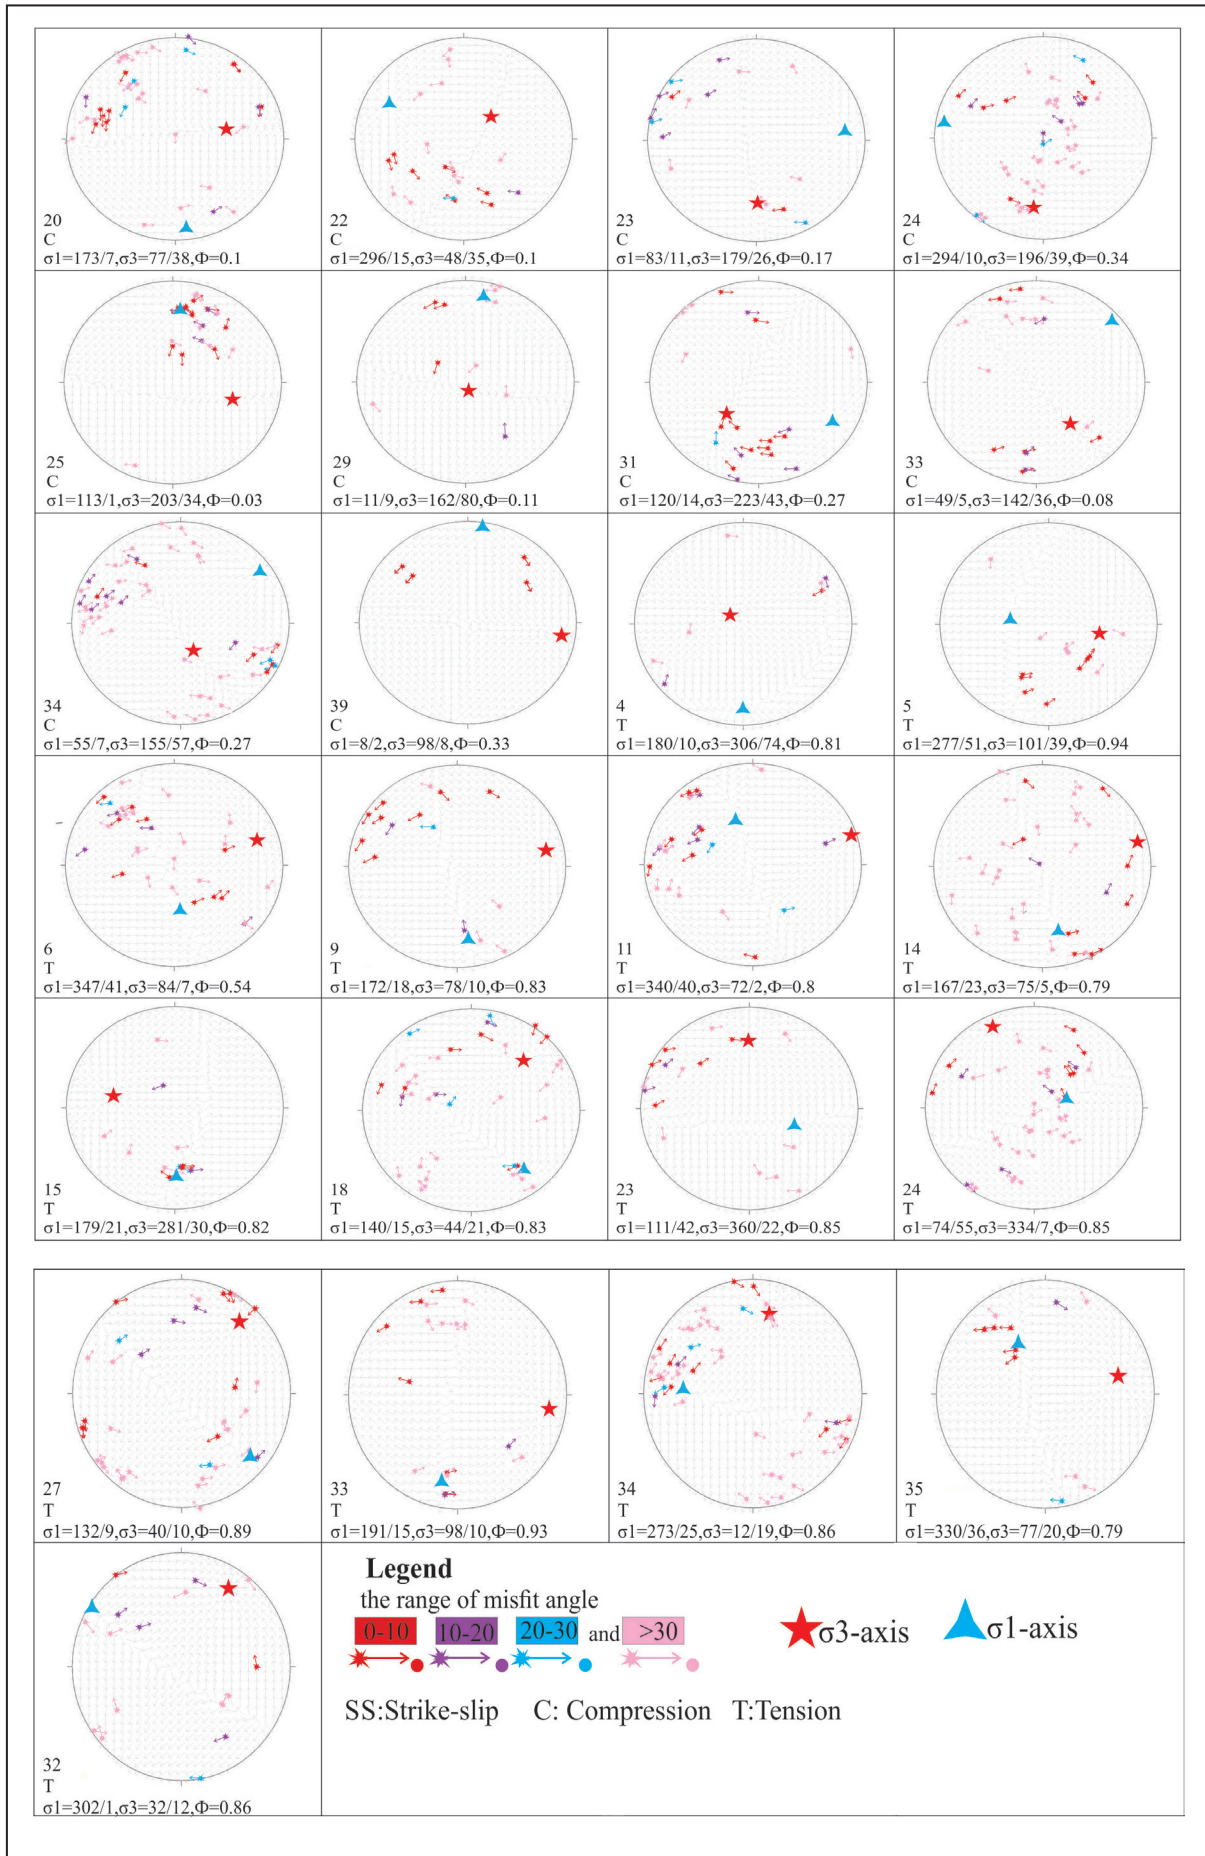 20
C
σ1=173/7,σ3=77/38,Φ=0.1
22
C
σ1=296/15,σ3=48/35,Φ=0.1
23
C
σ1=83/11,σ3=179/26,Φ=0.17
24
C
σ1=294/10,σ3=196/39,Φ=0.34
25
C
σ1=113/1,σ3=203/34,Φ=0.03
29
C
σ1=11/9,σ3=162/80,Φ=0.11
31
C
σ1=120/14,σ3=223/43,Φ=0.27
33
C
σ1=49/5,σ3=142/36,Φ=0.08
34
C
σ1=55/7,σ3=155/57,Φ=0.27
39
C
σ1=8/2,σ3=98/8,Φ=0.33
4
T
σ1=180/10,σ3=306/74,Φ=0.81
5
T
σ1=277/51,σ3=101/39,Φ=0.94
6
T
σ1=347/41,σ3=84/7,Φ=0.54
9
T
σ1=172/18,σ3=78/10,Φ=0.83
11
T
σ1=340/40,σ3=72/2,Φ=0.8
14
T
σ1=167/23,σ3=75/5,Φ=0.79
15
T
σ1=179/21,σ3=281/30,Φ=0.82
18
T
σ1=140/15,σ3=44/21,Φ=0.83
23
T
σ1=111/42,σ3=360/22,Φ=0.85
24
T
σ1=74/55,σ3=334/7,Φ=0.85
27
T
σ1=132/9,σ3=40/10,Φ=0.89
33
T
σ1=191/15,σ3=98/10,Φ=0.93
34
T
σ1=273/25,σ3=12/19,Φ=0.86
35
T
σ1=330/36,σ3=77/20,Φ=0.79
32
T
σ1=302/1,σ3=32/12,Φ=0.86
Legend
the range of misfit angle
0-10 10-20 20-30 and >30
σ3-axis σ1-axis
SS:Strike-slip C: Compression T:Tension